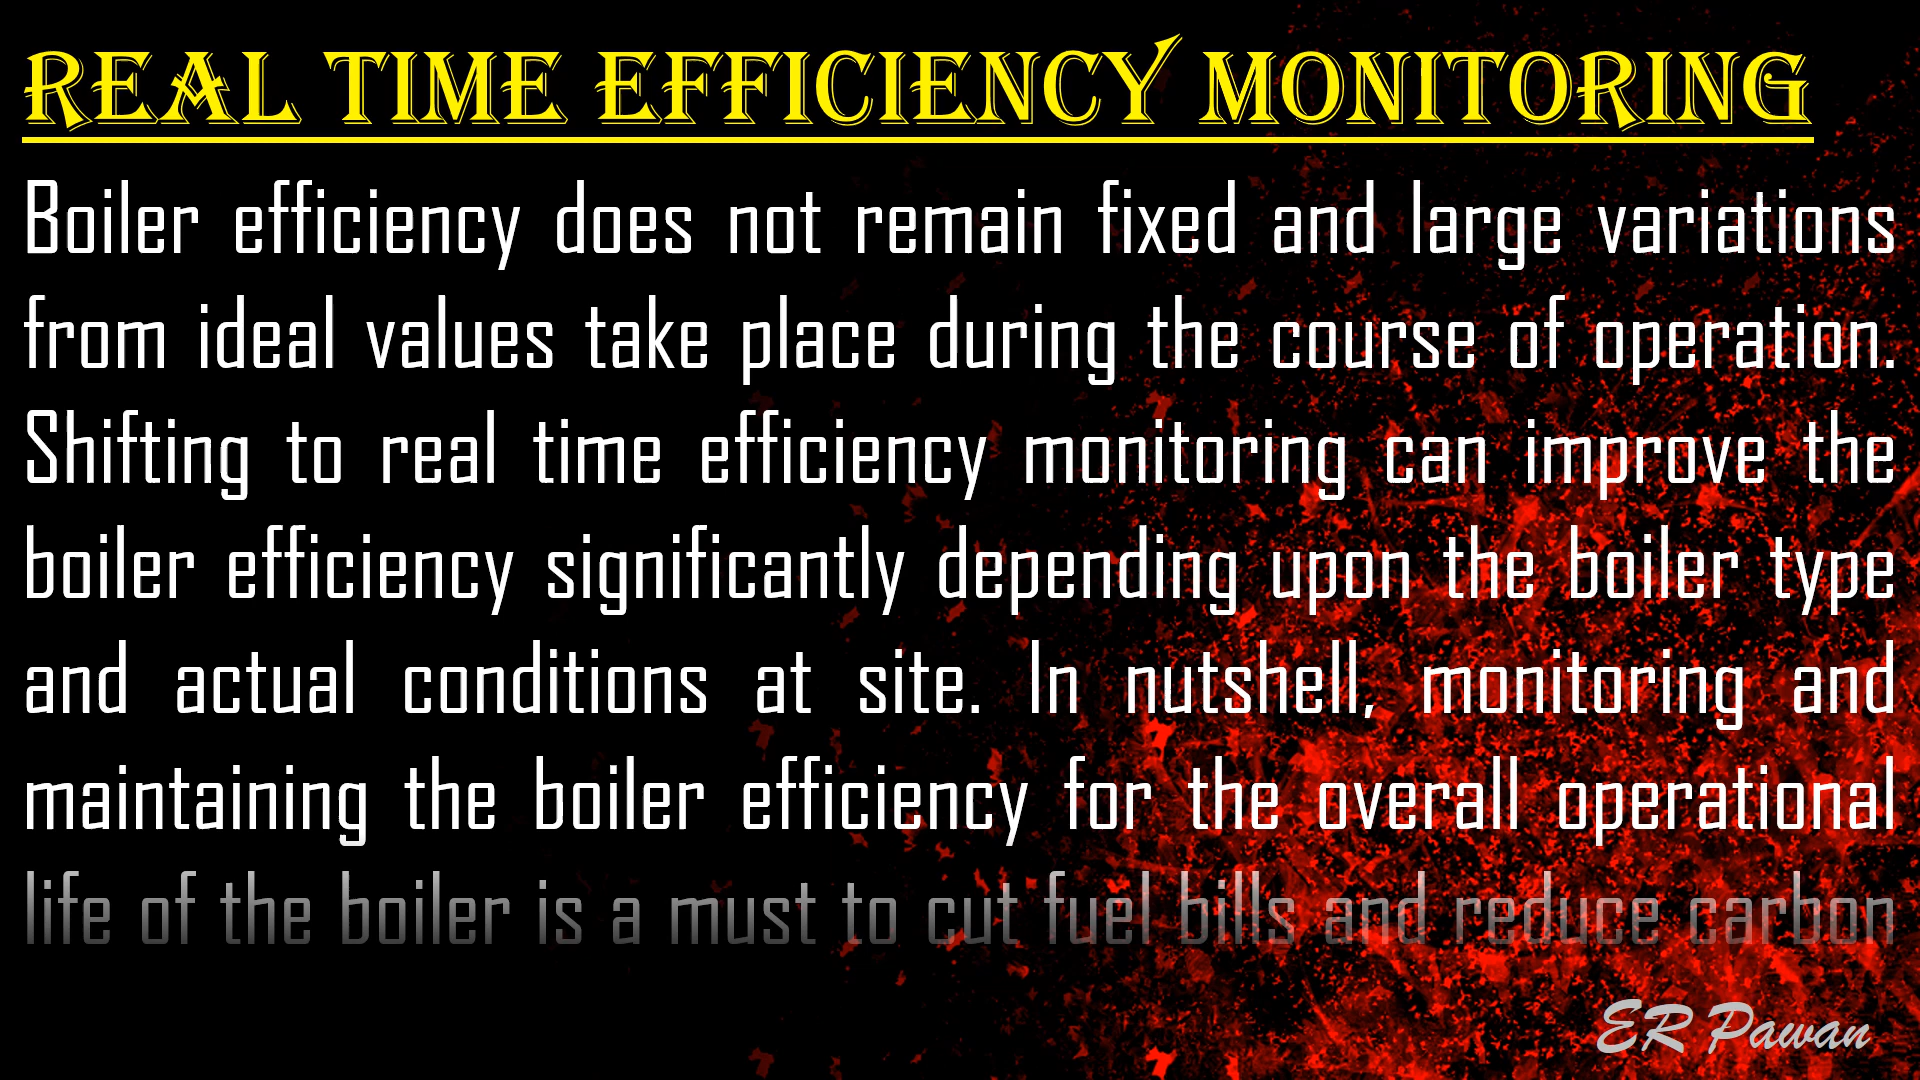 REAL TIME EFFICIENCY MONITORING
Boiler efficiency does not remain fixed and large variations
from ideal values take place during the course of operation.
Shifting to real time efficiency monitoring can improve the
boiler efficiency significantly depending upon the boiler type
and actual conditions at site. In nutshell, monitoring and
maintaining the boiler efficiency for the overall operational
life of the boiler is a must to cut fuel bills and reduce carbon
ER Pawan